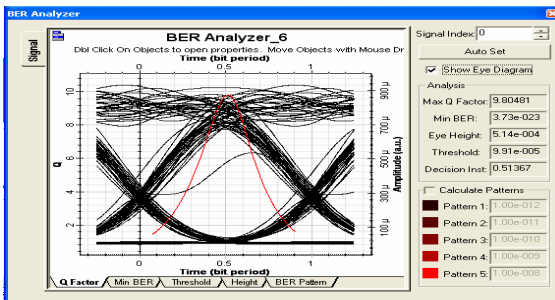 BER Analyzer
Signal
BER Analyzer_6
Dbl Click On Objects to open properties. Move Objects with Mouse Dr
Time (bit period)
0 0.5 1
Q
2 4 6 8 10
Amplitude (a.u.)
100 µ 300 µ 500 µ 700 µ 900 µ
0 0.5 1
Time (bit period)
Q Factor Min BER Threshold Height BER Pattern
Signal Index: 0
Auto Set
Show Eye Diagram
Analysis
Max Q Factor: 9.80481
Min BER: 3.73e-023
Eye Height: 5.14e-004
Threshold: 9.91e-005
Decision Inst: 0.51367
Calculate Patterns
Pattern 1: 1.00e-012
Pattern 2: 1.00e-011
Pattern 3: 1.00e-010
Pattern 4: 1.00e-009
Pattern 5: 1.00e-008